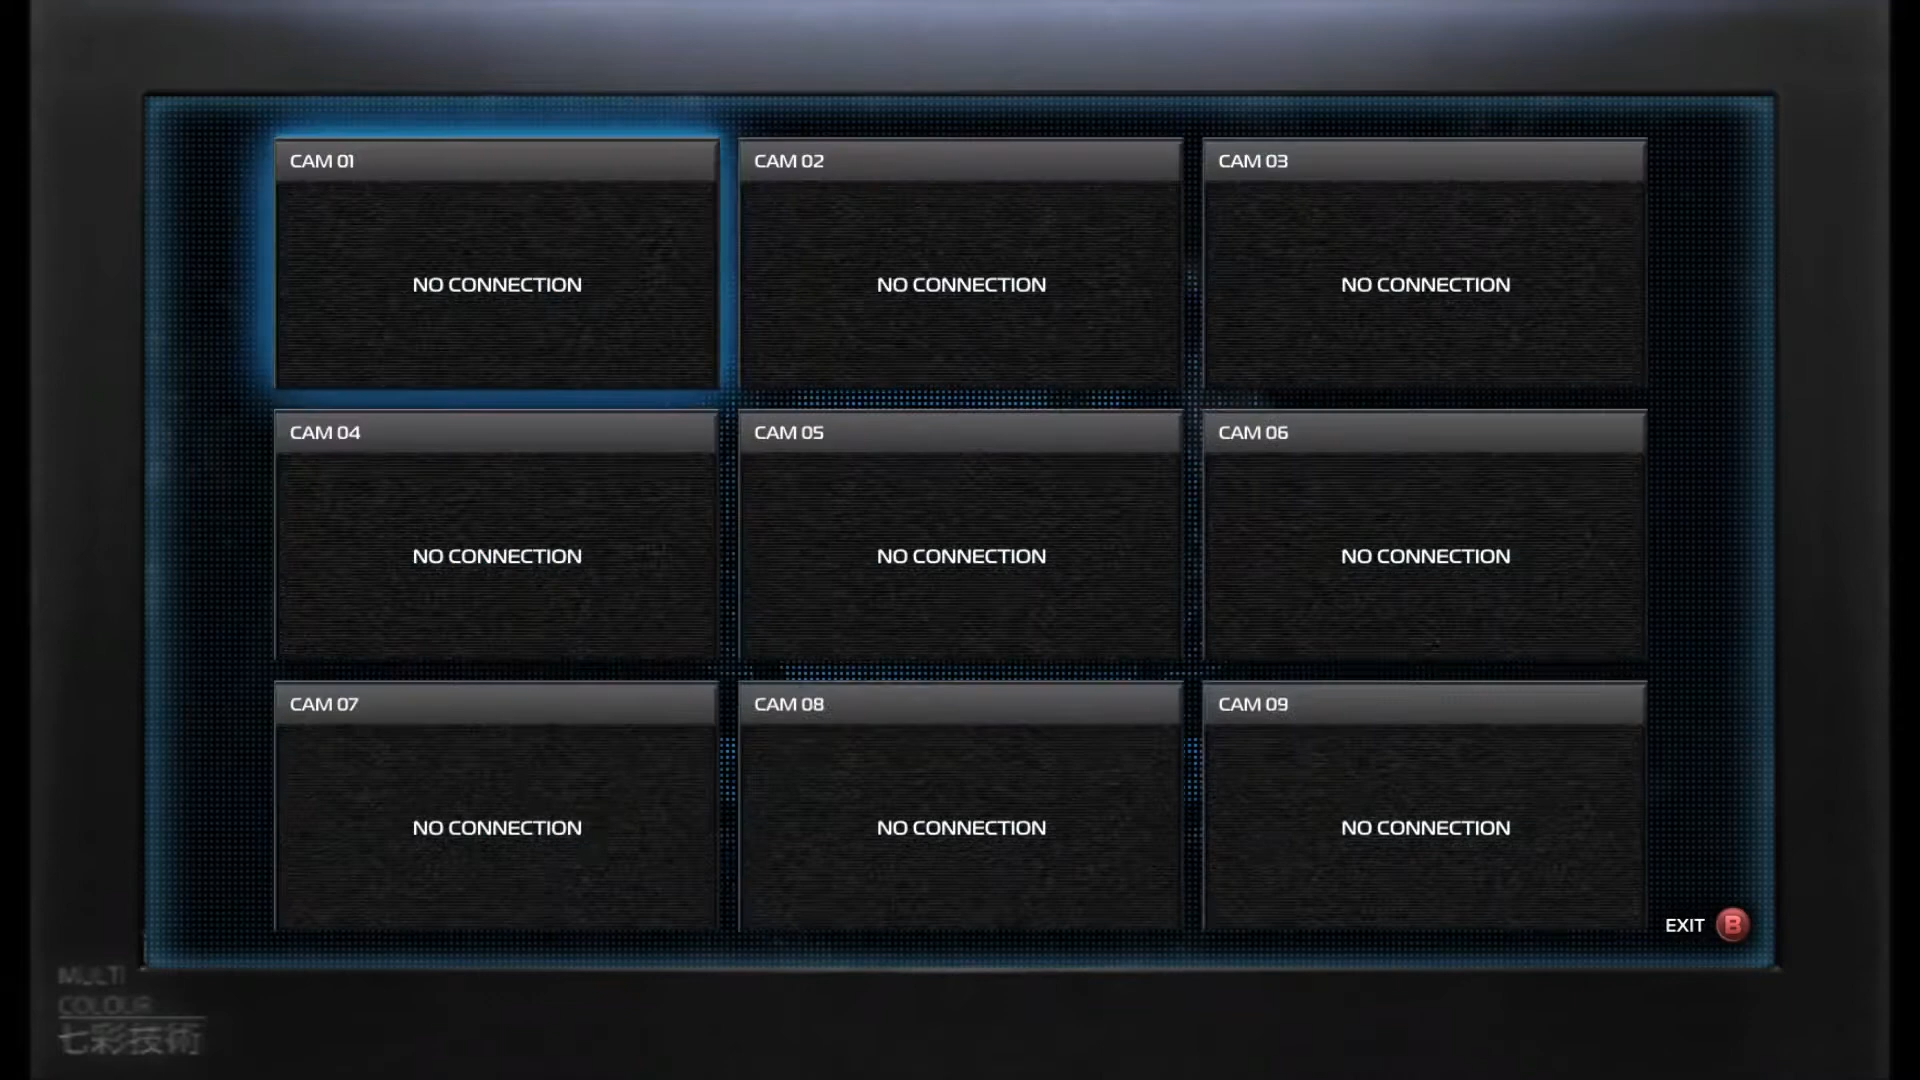 CAM 01
CAM 02
CAM 03
NO CONNECTION
NO CONNECTION
NO CONNECTION
CAM 04
CAM 05
CAM 06
NO CONNECTION
NO CONNECTION
NO CONNECTION
CAM 07
CAM 08
CAM 09
NO CONNECTION
NO CONNECTION
NO CONNECTION
EXIT B
MULTI
COLOUR
七彩技術